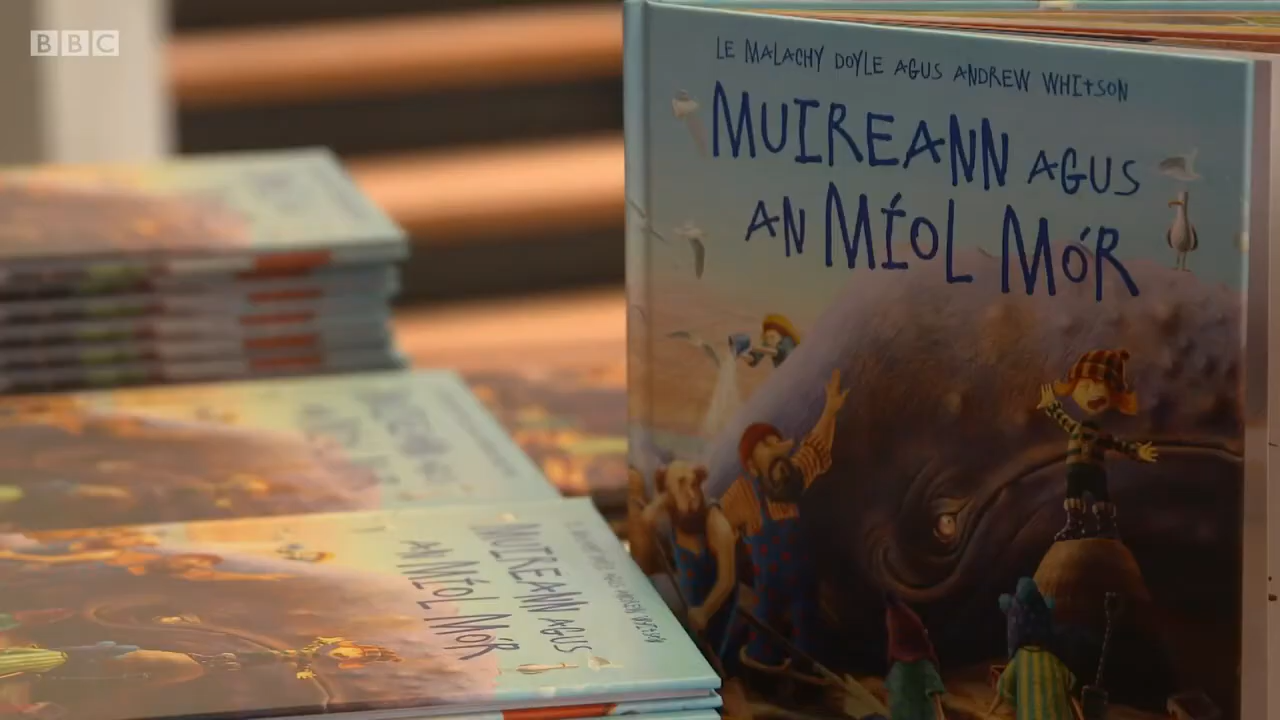 BBC
LE MALACHY DOYLE AGUS ANDREW WHITSON
MUIREANN AGUS
AN MÍOL MÓR
MUIREANN AGUS
AN MÍOL MÓR